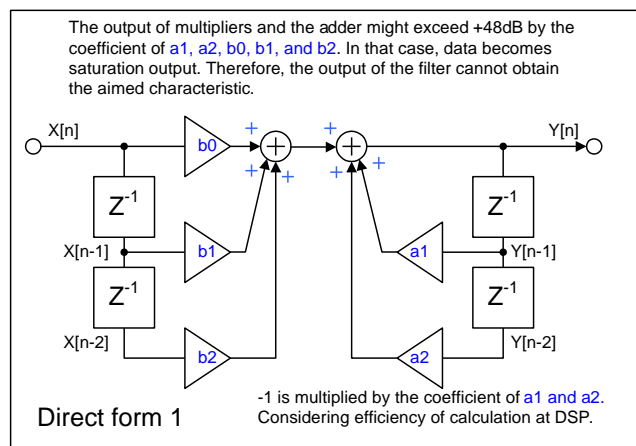 The output of multipliers and the adder might exceed +48dB by the
coefficient of a1, a2, b0, b1, and b2. In that case, data becomes
saturation output. Therefore, the output of the filter cannot obtain
the aimed characteristic.
X[n] b0 + + + + Y[n]
+ + + +
Z-1 Z-1
X[n-1] b1 a1 Y[n-1]
Z-1 Z-1
X[n-2] b2 a2 Y[n-2]
-1 is multiplied by the coefficient of a1 and a2.
Direct form 1 Considering efficiency of calculation at DSP.